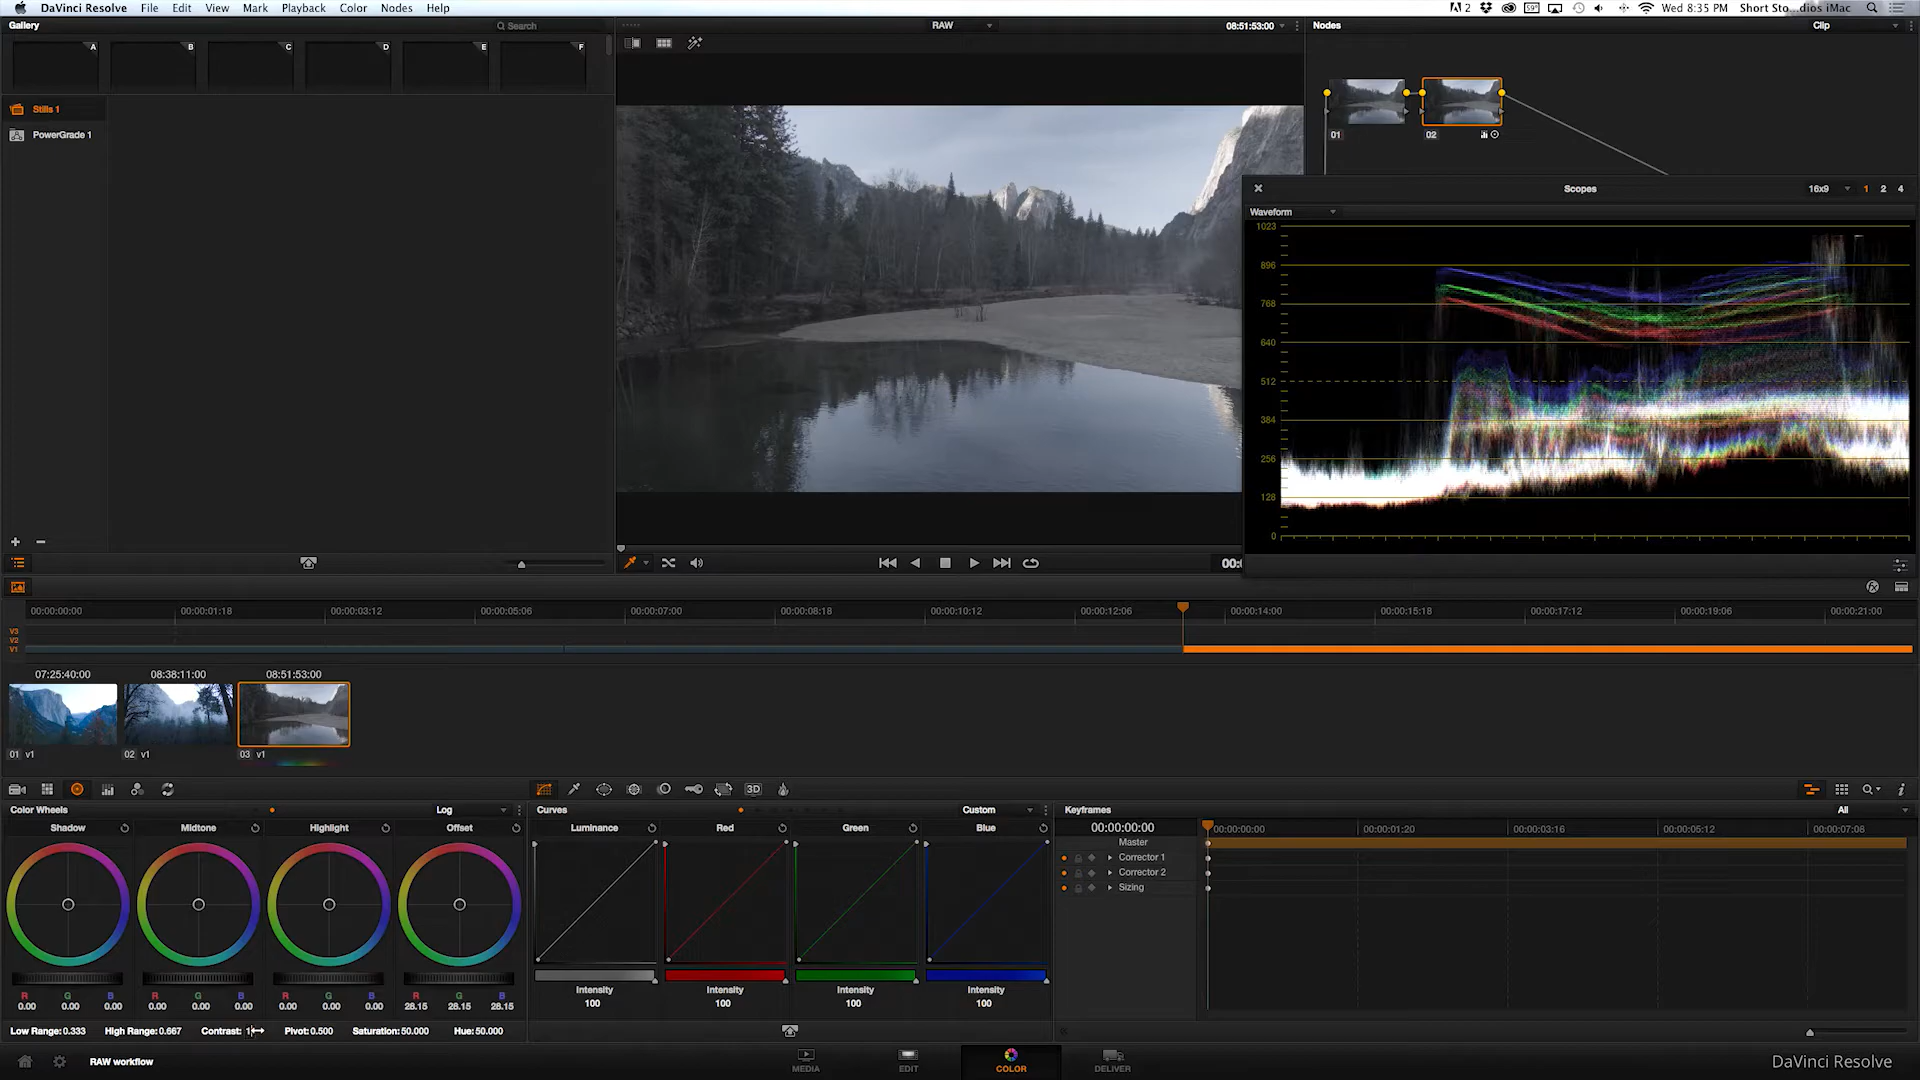 DaVinci Resolve File Edit View Mark Playback Color Nodes Help
2 59° Wed 8:35 PM Short Sto...dios iMac
Gallery
Search
RAW
08:51:53:00
Nodes
Clip
A B C D E F
Stills 1
PowerGrade 1
01
02
Scopes
16x9
1 2 4
Waveform
1023
896
768
640
512
384
256
128
0
00:00:00:00 00:00:01:18 00:00:03:12 00:00:05:06 00:00:07:00 00:00:08:18 00:00:10:12 00:00:12:06 00:00:14:00 00:00:15:18 00:00:17:12 00:00:19:06 00:00:21:00
V3
V2
V1
07:25:40:00 08:38:11:00 08:51:53:00
01 v1 02 v1 03 v1
3D
Color Wheels
Log
Curves
Custom
Keyframes
All
Shadow Midtone Highlight Offset
Luminance Red Green Blue
00:00:00:00
00:00:00:00 00:00:01:20 00:00:03:16 00:00:05:12 00:00:07:08
Master
Corrector 1
Corrector 2
Sizing
R G B R G B R G B R G B
0.00 0.00 0.00 0.00 0.00 0.00 0.00 0.00 0.00 28.15 28.15 28.15
Intensity Intensity Intensity Intensity
100 100 100 100
Low Range:0.333 High Range:0.667 Contrast: Pivot:0.500 Saturation:50.000 Hue:50.000
RAW workflow
MEDIA EDIT COLOR DELIVER
DaVinci Resolve